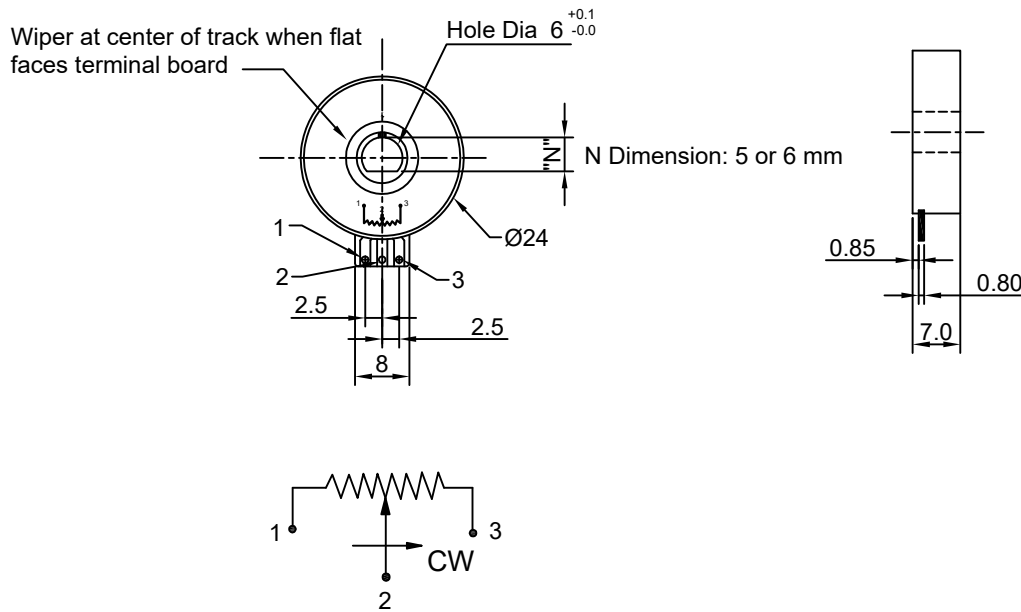 Wiper at center of track when flat
faces terminal board
Hole Dia 6 +0.1 -0.0
"N"
N Dimension: 5 or 6 mm
1 2 3
Ø24
1
2
3
2.5
2.5
8
0.85
0.80
7.0
1
3
CW
2